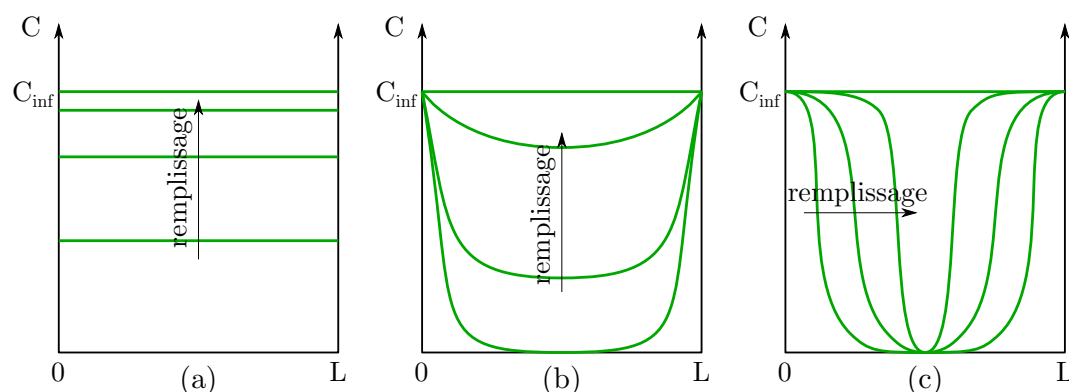 C
C_inf
remplissage
0
(a)
L
C
C_inf
remplissage
0
(b)
L
C
C_inf
remplissage
0
(c)
L